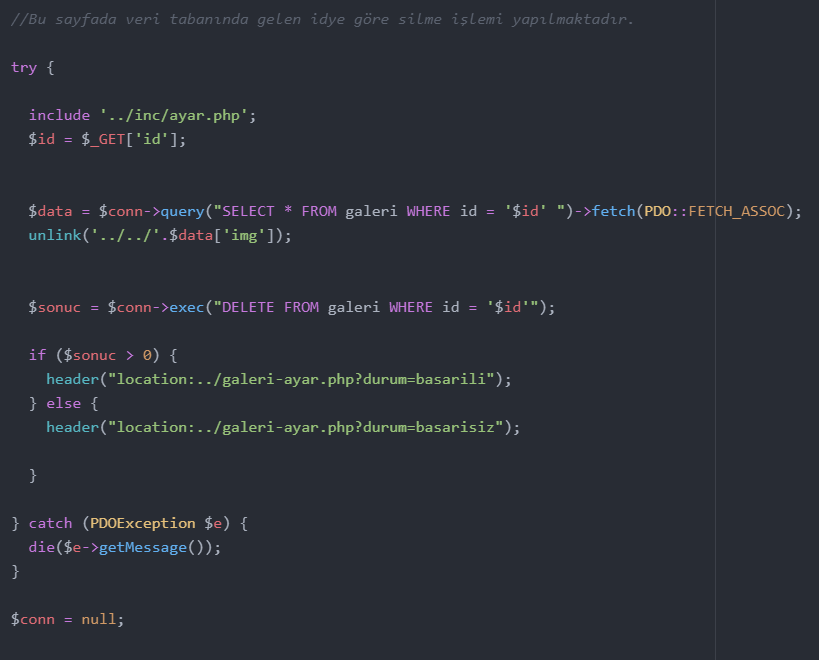 //Bu sayfada veri tabanında gelen idye göre silme işlemi yapılmaktadır.
try {
include '../inc/ayar.php';
$id = $_GET['id'];
$data = $conn->query("SELECT * FROM galeri WHERE id = '$id' ")->fetch(PDO::FETCH_ASSOC);
unlink('../../'.$data['img']);
$sonuc = $conn->exec("DELETE FROM galeri WHERE id = '$id'");
if ($sonuc > 0) {
header("location:../galeri-ayar.php?durum=basarili");
} else {
header("location:../galeri-ayar.php?durum=basarisiz");
}
} catch (PDOException $e) {
die($e->getMessage());
}
$conn = null;